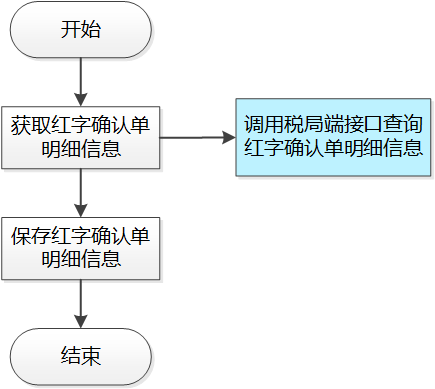 开始
获取红字确认单
明细信息
调用税局端接口查询
红字确认单明细信息
保存红字确认单
明细信息
结束